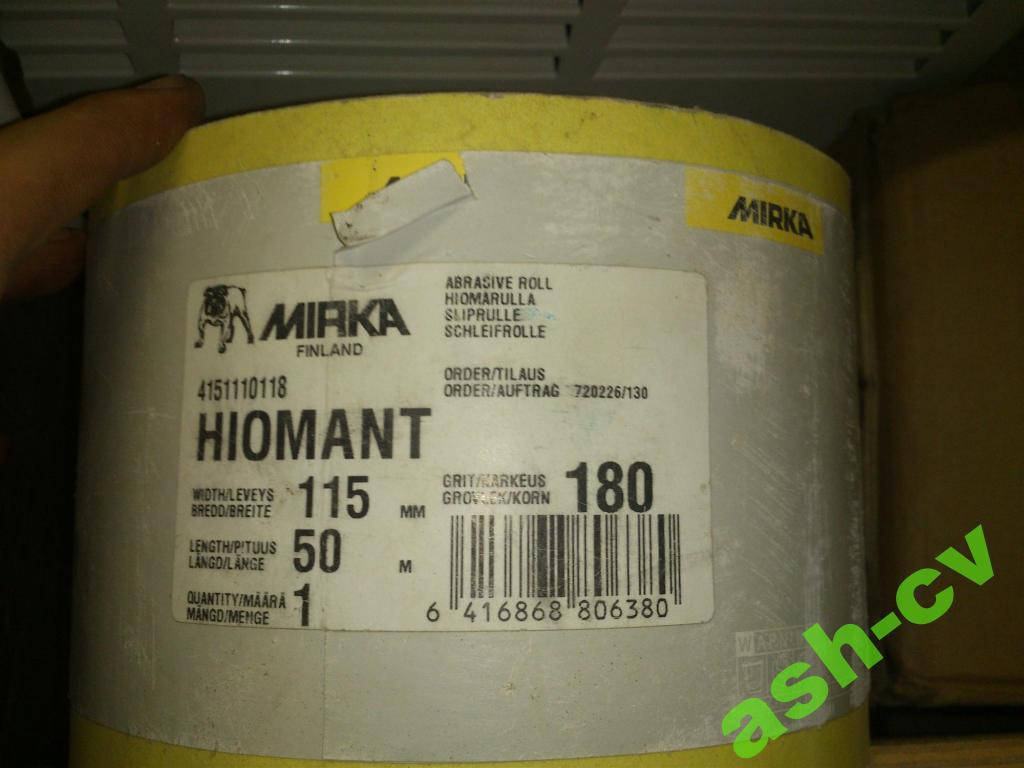 MIRKA
MIRKA
FINLAND
ABRASIVE ROLL
HIOMARULLA
SLIPRULLE
SCHLEIFROLLE
4151110118
HIOMANT
ORDER/TILAUS
ORDER/AUFTRAG 720226/130
WIDTH/LEVEYS
BREDD/BREITE 115 MM
GRIT/KARKEUS
GROVLEK/KORN 180
LENGTH/PITUUS
LÄNGD/LÄNGE 50 M
QUANTITY/MÄÄRÄ
MÄNGD/MENGE 1
6 416868 806380
ash-cv